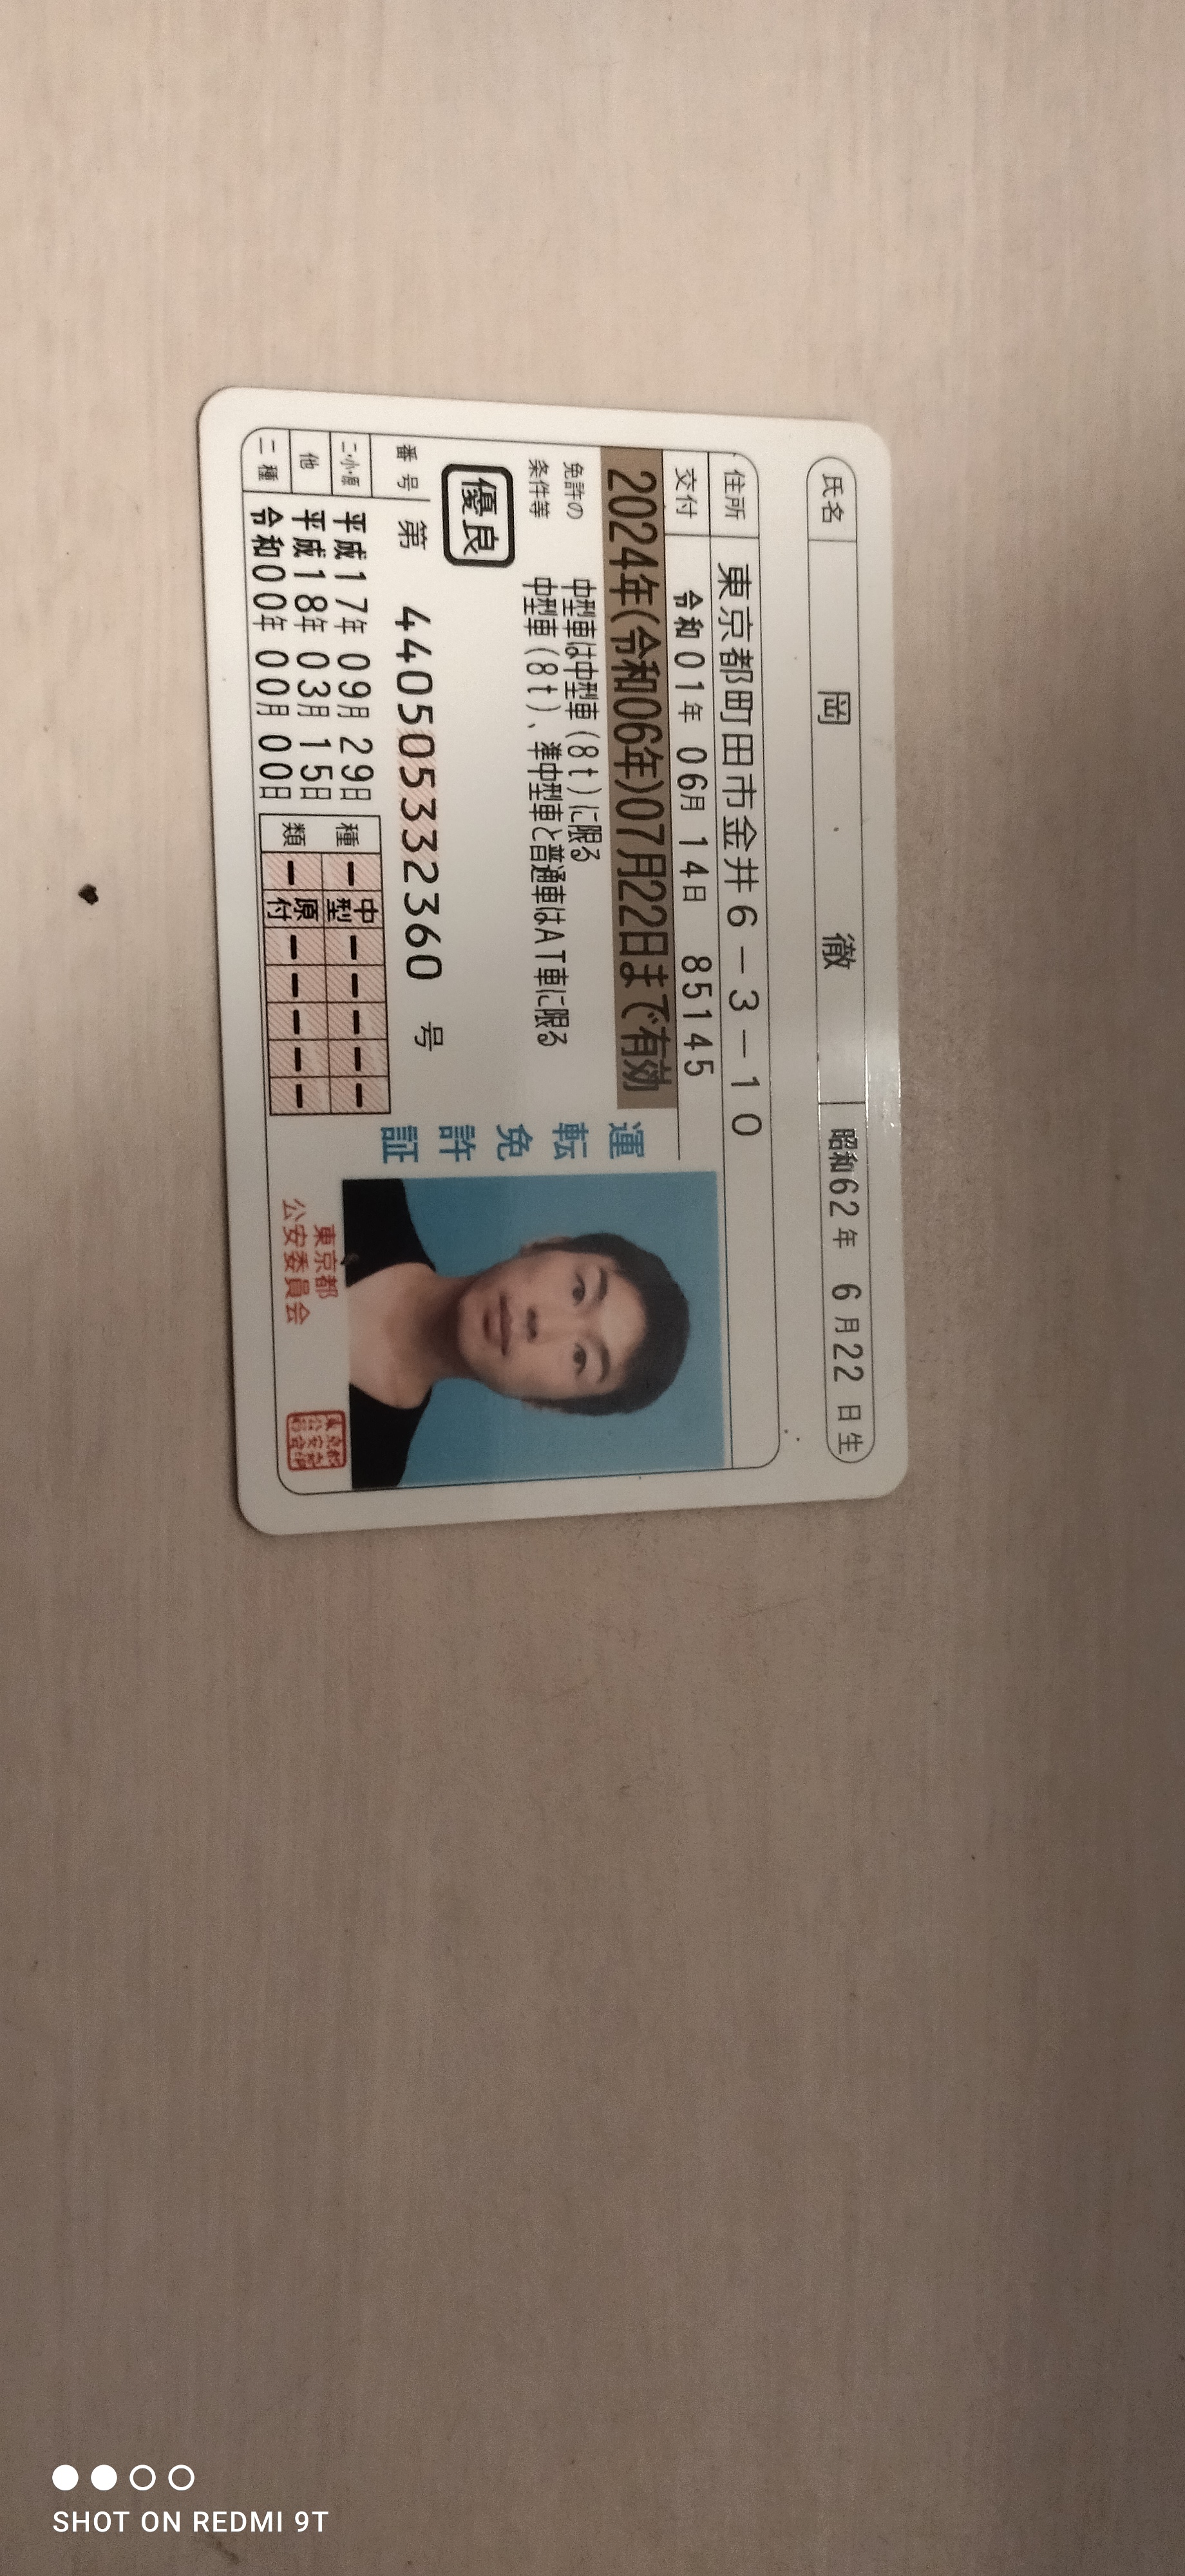 氏名 岡 徹 昭和62年 6月22日生
住所 東京都町田市金井6-3-10
交付 令和01年06月14日 85145
2024年(令和06年)07月22日まで有効
免許の条件等
中型車は中型車(8t)に限る
中型車(8t)、準中型車と普通車はAT車に限る
優良
番号 第 440505332360 号
二・小・原 平成17年09月29日
他 平成18年03月15日
二種 令和00年00月00日
種類
中型
原付
運転免許証
東京都
公安委員会
SHOT ON REDMI 9T